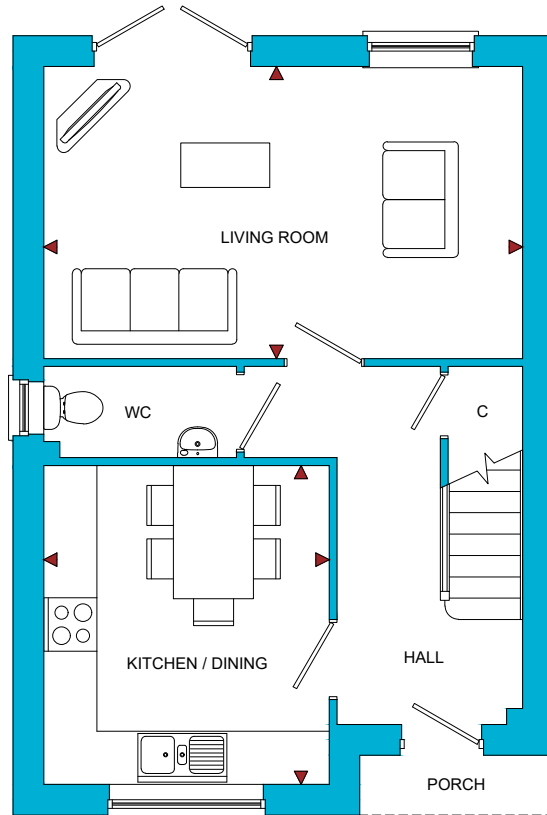 LIVING ROOM
WC
C
KITCHEN / DINING
HALL
PORCH